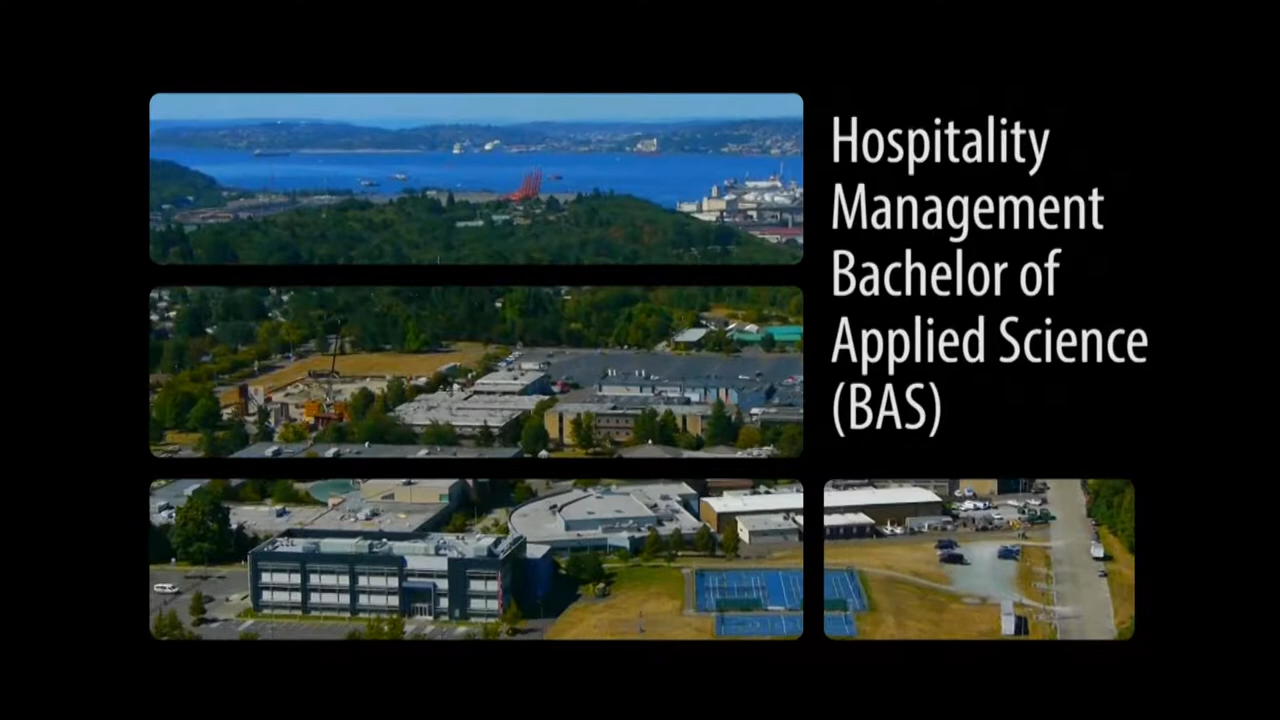 Hospitality
Management
Bachelor of
Applied Science
(BAS)